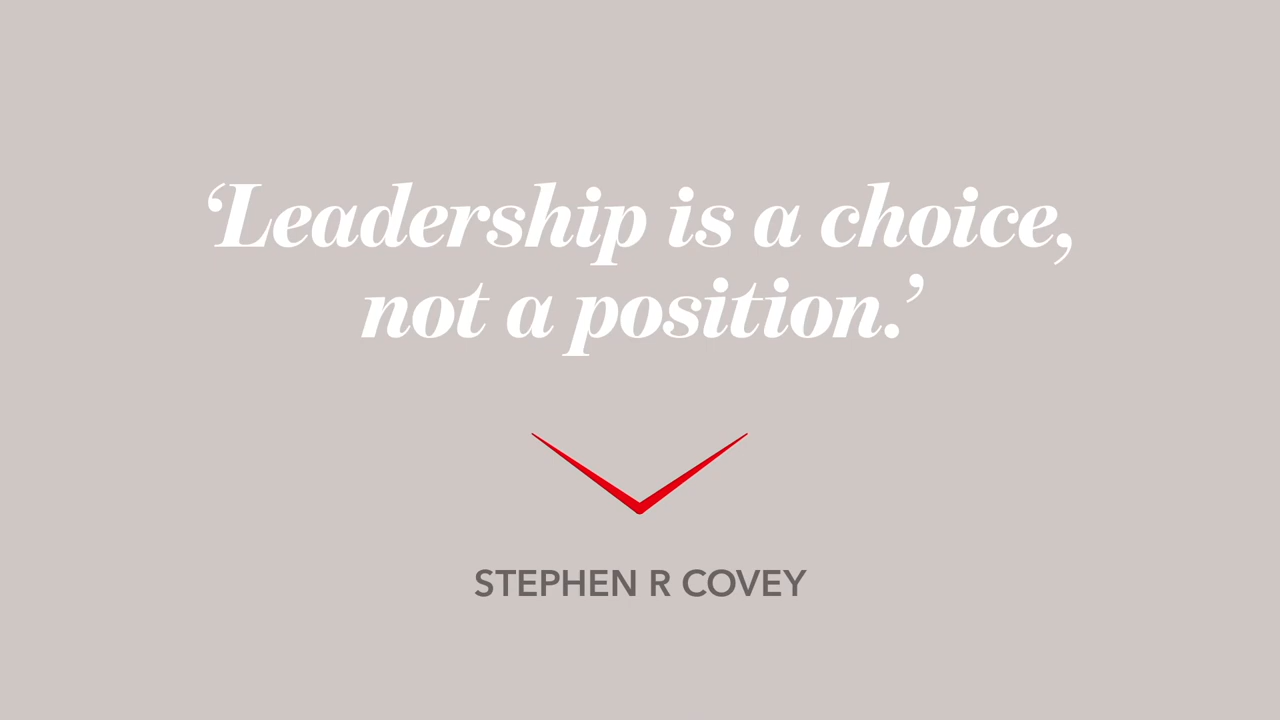 ‘Leadership is a choice,
not a position.’
STEPHEN R COVEY